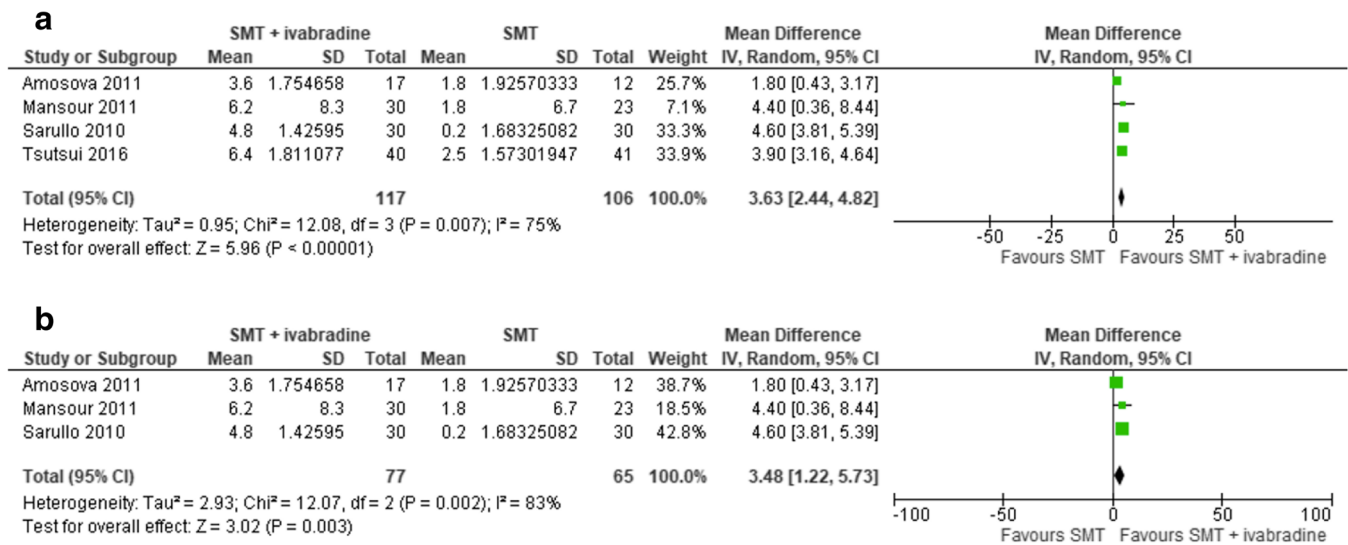 a
SMT + ivabradine SMT Mean Difference Mean Difference
Study or Subgroup Mean SD Total Mean SD Total Weight IV, Random, 95% CI IV, Random, 95% CI
Amosova 2011 3.6 1.754658 17 1.8 1.92570333 12 25.7% 1.80 [0.43, 3.17]
Mansour 2011 6.2 8.3 30 1.8 6.7 23 7.1% 4.40 [0.36, 8.44]
Sarullo 2010 4.8 1.42595 30 0.2 1.68325082 30 33.3% 4.60 [3.81, 5.39]
Tsutsui 2016 6.4 1.811077 40 2.5 1.57301947 41 33.9% 3.90 [3.16, 4.64]
Total (95% CI) 117 106 100.0% 3.63 [2.44, 4.82]
Heterogeneity: Tau² = 0.95; Chi² = 12.08, df = 3 (P = 0.007); I² = 75%
Test for overall effect: Z = 5.96 (P < 0.00001)
-50 -25 0 25 50
Favours SMT Favours SMT + ivabradine
b
SMT + ivabradine SMT Mean Difference Mean Difference
Study or Subgroup Mean SD Total Mean SD Total Weight IV, Random, 95% CI IV, Random, 95% CI
Amosova 2011 3.6 1.754658 17 1.8 1.92570333 12 38.7% 1.80 [0.43, 3.17]
Mansour 2011 6.2 8.3 30 1.8 6.7 23 18.5% 4.40 [0.36, 8.44]
Sarullo 2010 4.8 1.42595 30 0.2 1.68325082 30 42.8% 4.60 [3.81, 5.39]
Total (95% CI) 77 65 100.0% 3.48 [1.22, 5.73]
Heterogeneity: Tau² = 2.93; Chi² = 12.07, df = 2 (P = 0.002); I² = 83%
Test for overall effect: Z = 3.02 (P = 0.003)
-100 -50 0 50 100
Favours SMT Favours SMT + ivabradine